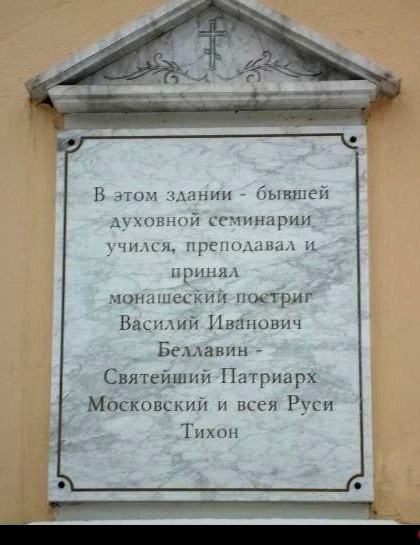 В этом здании - бывшей
духовной семинарии
учился, преподавал и
принял
монашеский постриг
Василий Иванович
Беллавин -
Святейший Патриарх
Московский и всея Руси
Тихон